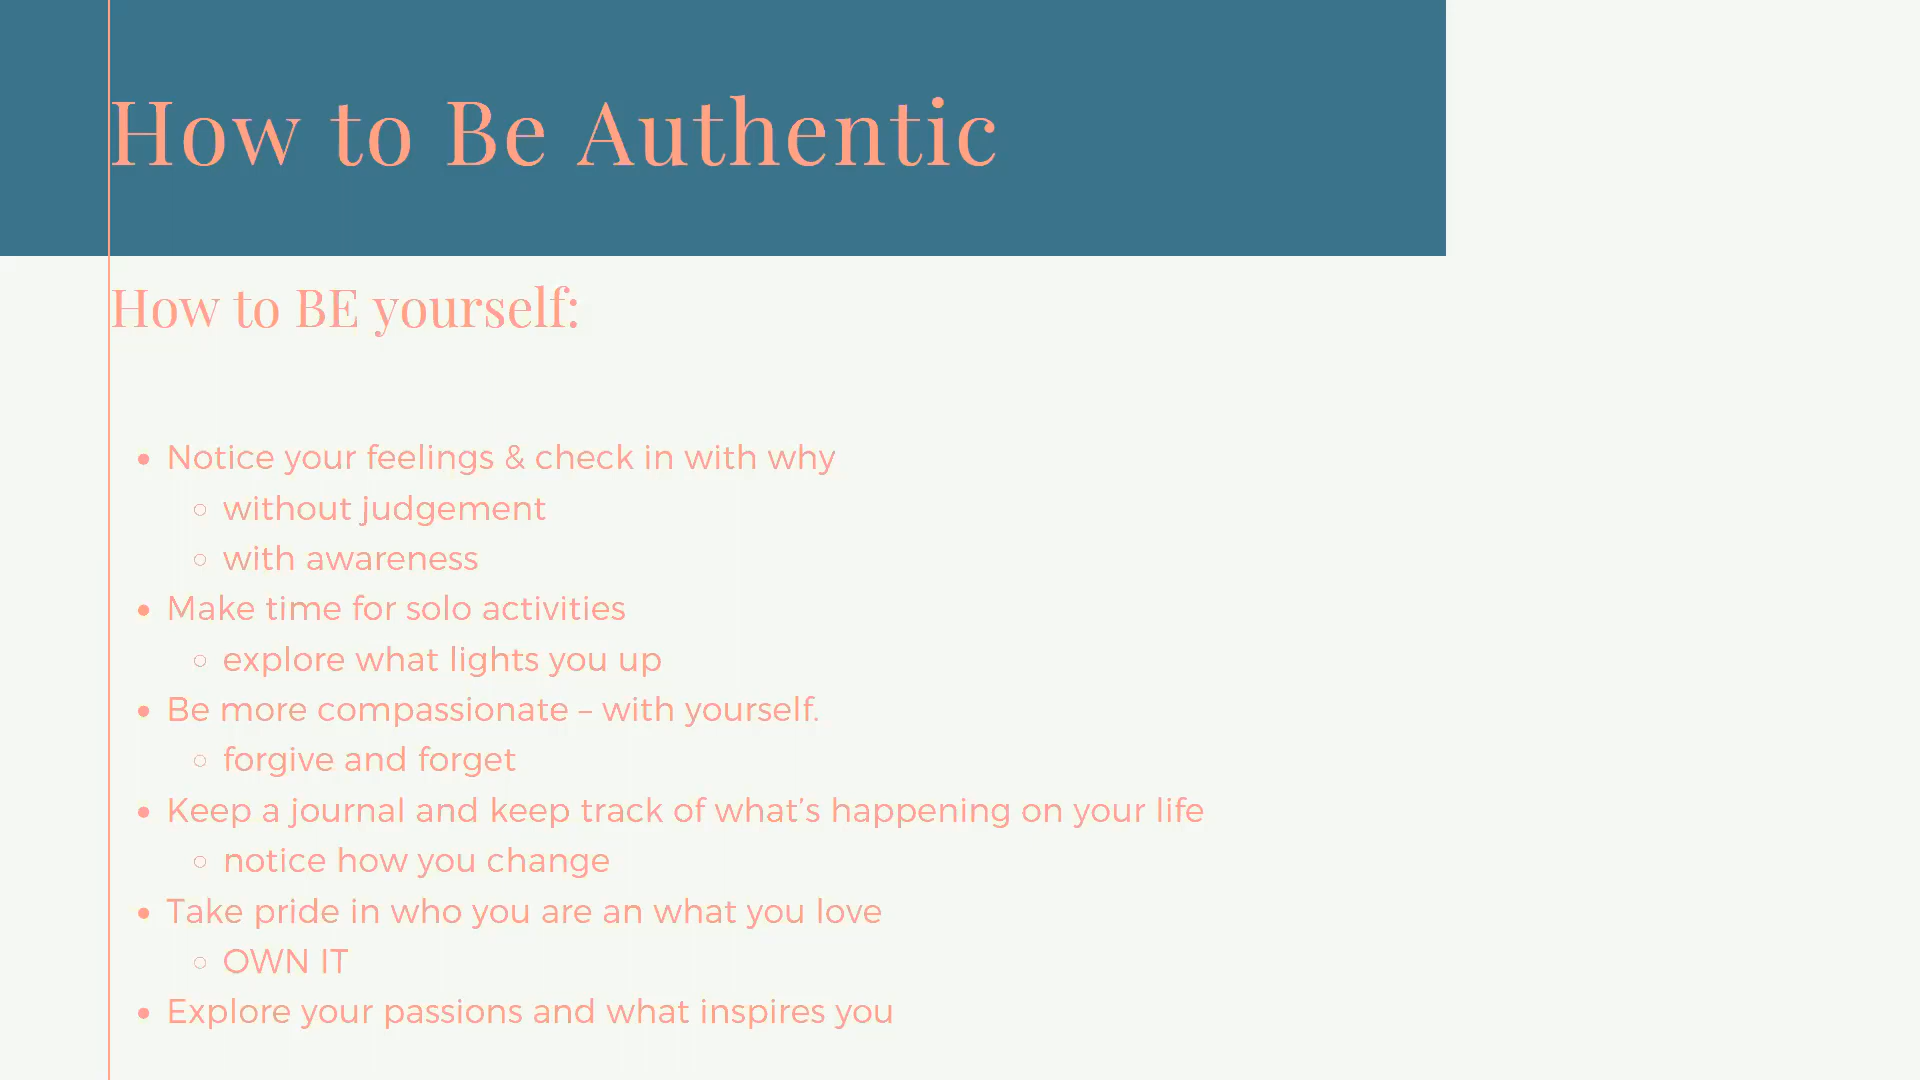 How to Be Authentic
How to BE yourself:
Notice your feelings & check in with why
without judgement
with awareness
Make time for solo activities
explore what lights you up
Be more compassionate – with yourself.
forgive and forget
Keep a journal and keep track of what's happening on your life
notice how you change
Take pride in who you are an what you love
OWN IT
Explore your passions and what inspires you